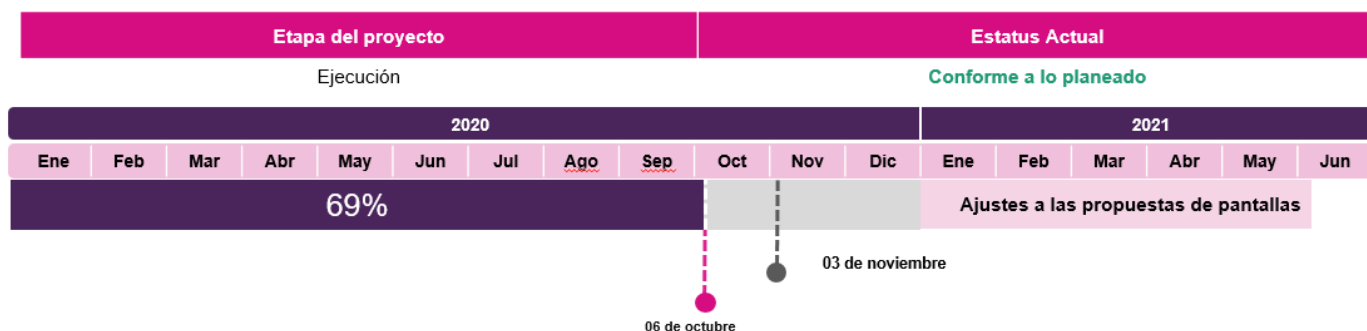 Etapa del proyecto Estatus Actual
Ejecución Conforme a lo planeado
2020 2021
Ene Feb Mar Abr May Jun Jul Ago Sep Oct Nov Dic Ene Feb Mar Abr May Jun
69% Ajustes a las propuestas de pantallas
03 de noviembre
06 de octubre